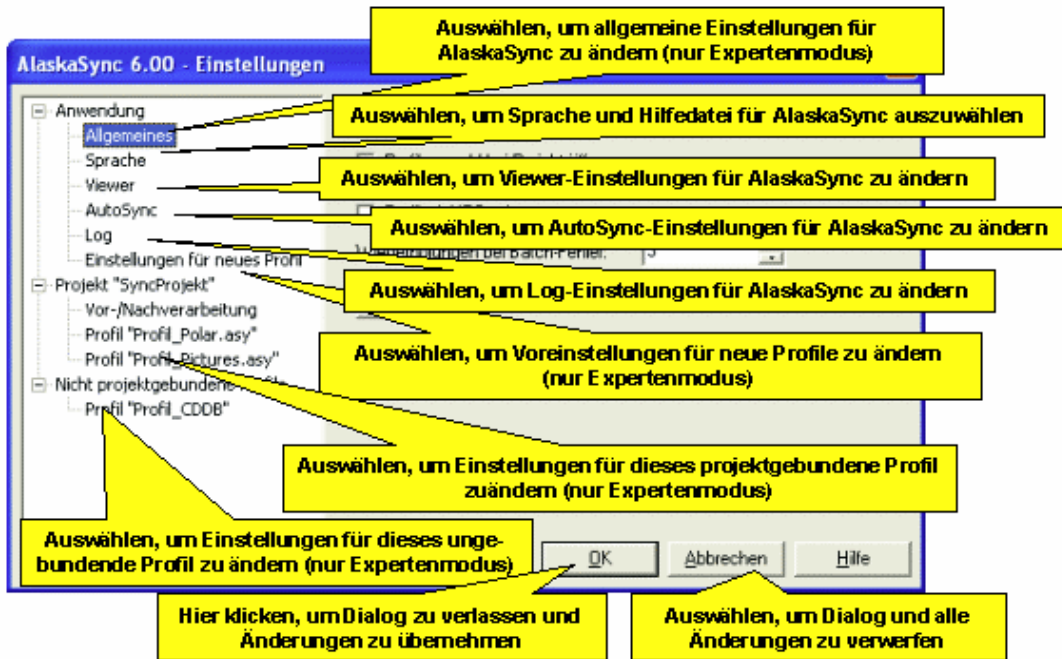 Auswählen, um allgemeine Einstellungen für
AlaskaSync zu ändern (nur Expertenmodus)
AlaskaSync 6.00 - Einstellungen
Anwendung
Auswählen, um Sprache und Hilfedatei für AlaskaSync auszuwählen
Allgemeines
Sprache
Auswählen, um Viewer-Einstellungen für AlaskaSync zu ändern
Viewer
AutoSync
Auswählen, um AutoSync-Einstellungen für AlaskaSync zu ändern
Log
bei Batch-Fehler:
Einstellungen für neues Profil
Auswählen, um Log-Einstellungen für AlaskaSync zu ändern
Projekt "SyncProjekt"
Vor-/Nachverarbeitung
Profil "Profil_Polar.asy"
Auswählen, um Voreinstellungen für neue Profile zu ändern
(nur Expertenmodus)
Profil "Profil_Pictures.asy"
Nicht projektgebundene
Profil "Profil_CDDB"
Auswählen, um Einstellungen für dieses projektgebundene Profil
zuändern (nur Expertenmodus)
Auswählen, um Einstellungen für dieses unge-
bundende Profil zu ändern (nur Expertenmodus)
OK
Abbrechen
Hilfe
Hier klicken, um Dialog zu verlassen und
Änderungen zu übernehmen
Auswählen, um Dialog und alle
Änderungen zu verwerfen